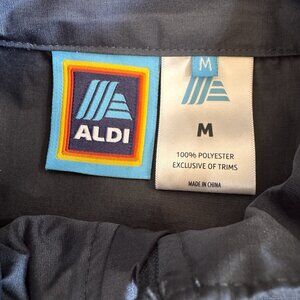 M
ALDI
M
100% POLYESTER
EXCLUSIVE OF TRIMS
MADE IN CHINA